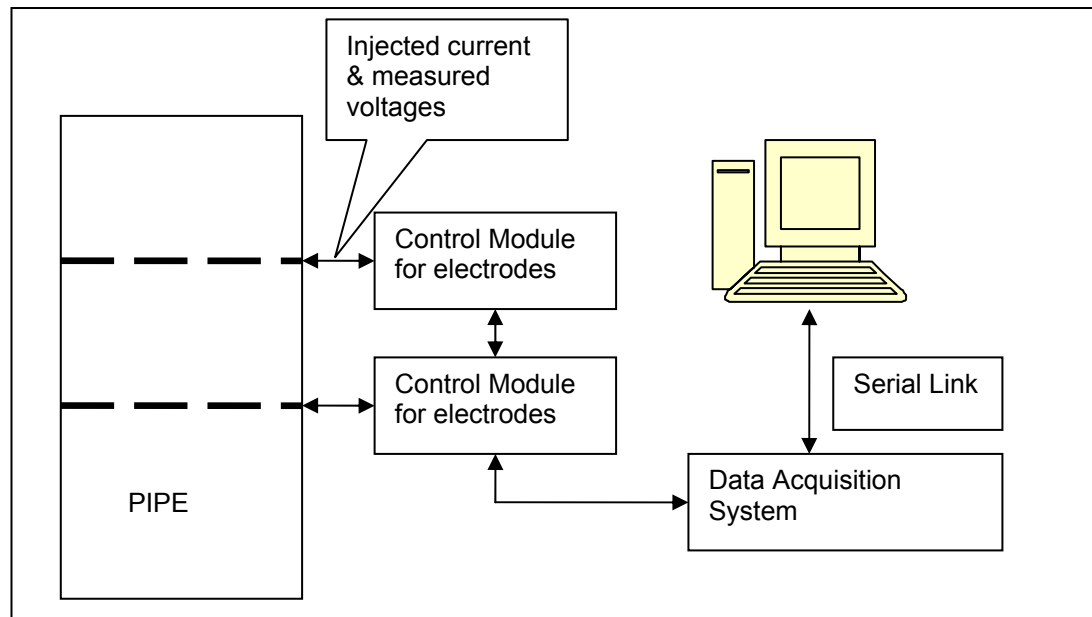 Injected current
& measured
voltages
Control Module
for electrodes
Control Module
for electrodes
Serial Link
Data Acquisition
System
PIPE